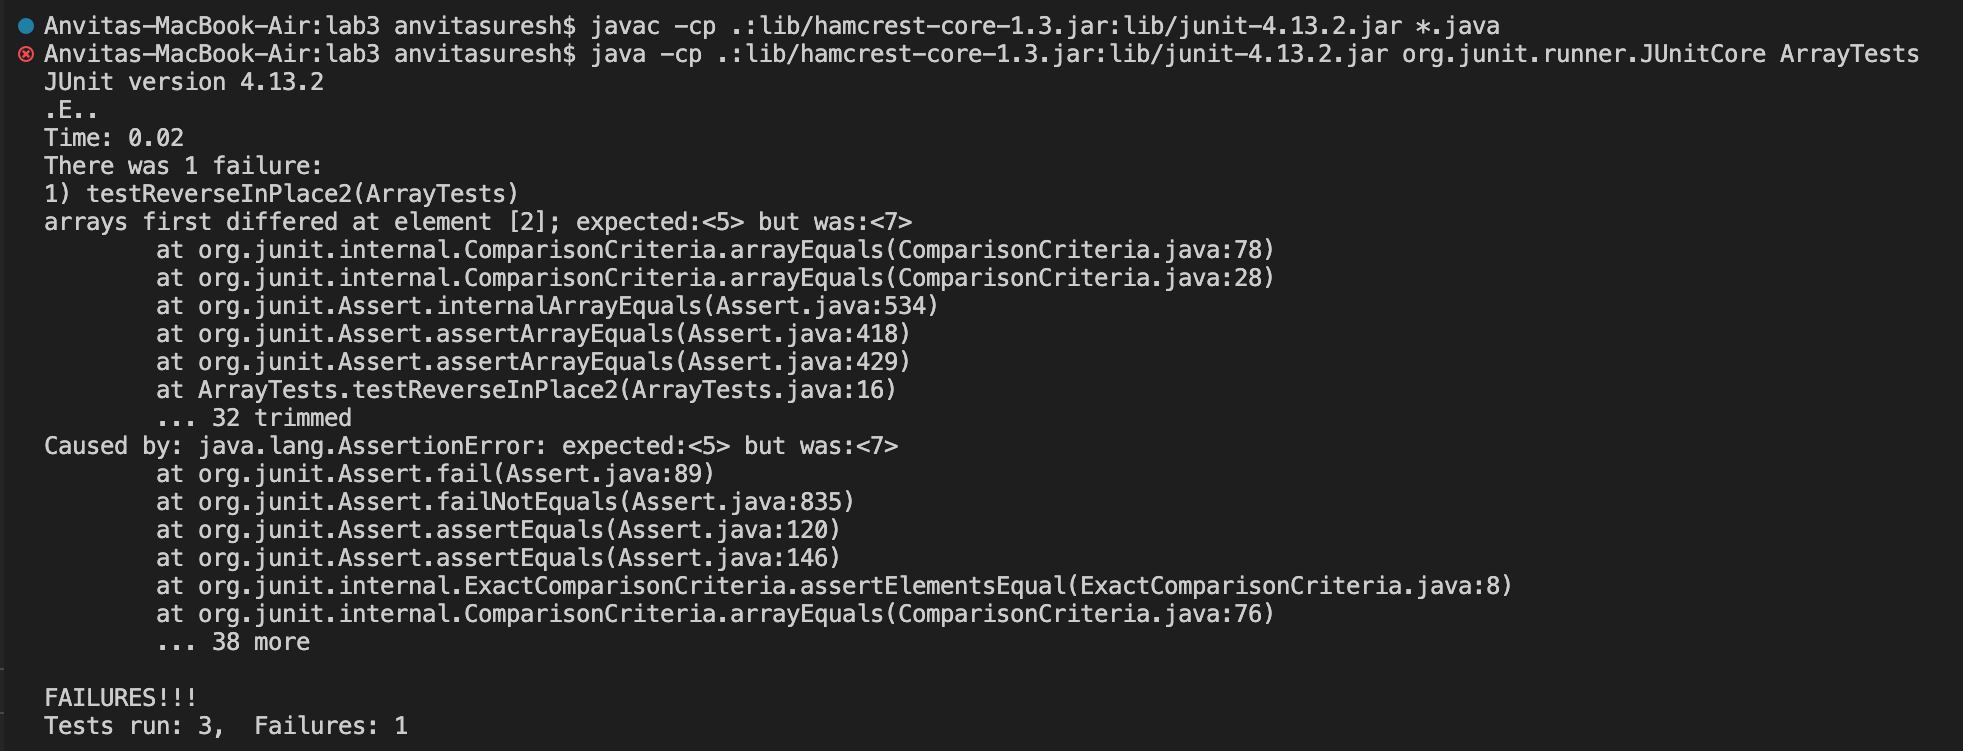 Anvitas-MacBook-Air:lab3 anvitasuresh$ javac -cp .:lib/hamcrest-core-1.3.jar:lib/junit-4.13.2.jar *.java
Anvitas-MacBook-Air:lab3 anvitasuresh$ java -cp .:lib/hamcrest-core-1.3.jar:lib/junit-4.13.2.jar org.junit.runner.JUnitCore ArrayTests
JUnit version 4.13.2
.E..
Time: 0.02
There was 1 failure:
1) testReverseInPlace2(ArrayTests)
arrays first differed at element [2]; expected:<5> but was:<7>
        at org.junit.internal.ComparisonCriteria.arrayEquals(ComparisonCriteria.java:78)
        at org.junit.internal.ComparisonCriteria.arrayEquals(ComparisonCriteria.java:28)
        at org.junit.Assert.internalArrayEquals(Assert.java:534)
        at org.junit.Assert.assertArrayEquals(Assert.java:418)
        at org.junit.Assert.assertArrayEquals(Assert.java:429)
        at ArrayTests.testReverseInPlace2(ArrayTests.java:16)
        ... 32 trimmed
Caused by: java.lang.AssertionError: expected:<5> but was:<7>
        at org.junit.Assert.fail(Assert.java:89)
        at org.junit.Assert.failNotEquals(Assert.java:835)
        at org.junit.Assert.assertEquals(Assert.java:120)
        at org.junit.Assert.assertEquals(Assert.java:146)
        at org.junit.internal.ExactComparisonCriteria.assertElementsEqual(ExactComparisonCriteria.java:8)
        at org.junit.internal.ComparisonCriteria.arrayEquals(ComparisonCriteria.java:76)
        ... 38 more

FAILURES!!!
Tests run: 3,  Failures: 1